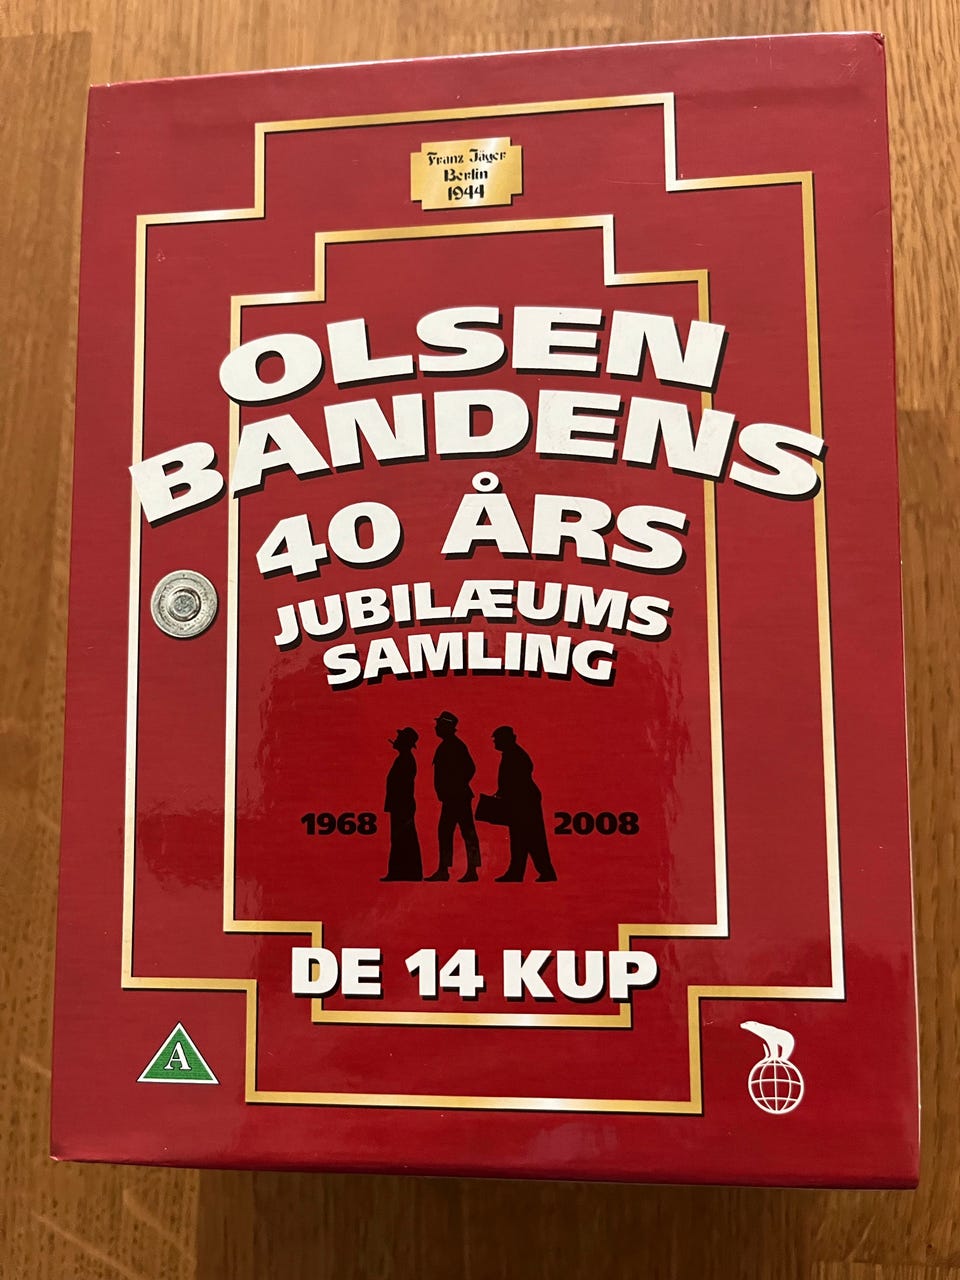 Franz Jäger
Berlin
1944
OLSEN
BANDENS
40 ÅRS
JUBILÆUMS
SAMLING
1968 2008
DE 14 KUP
A